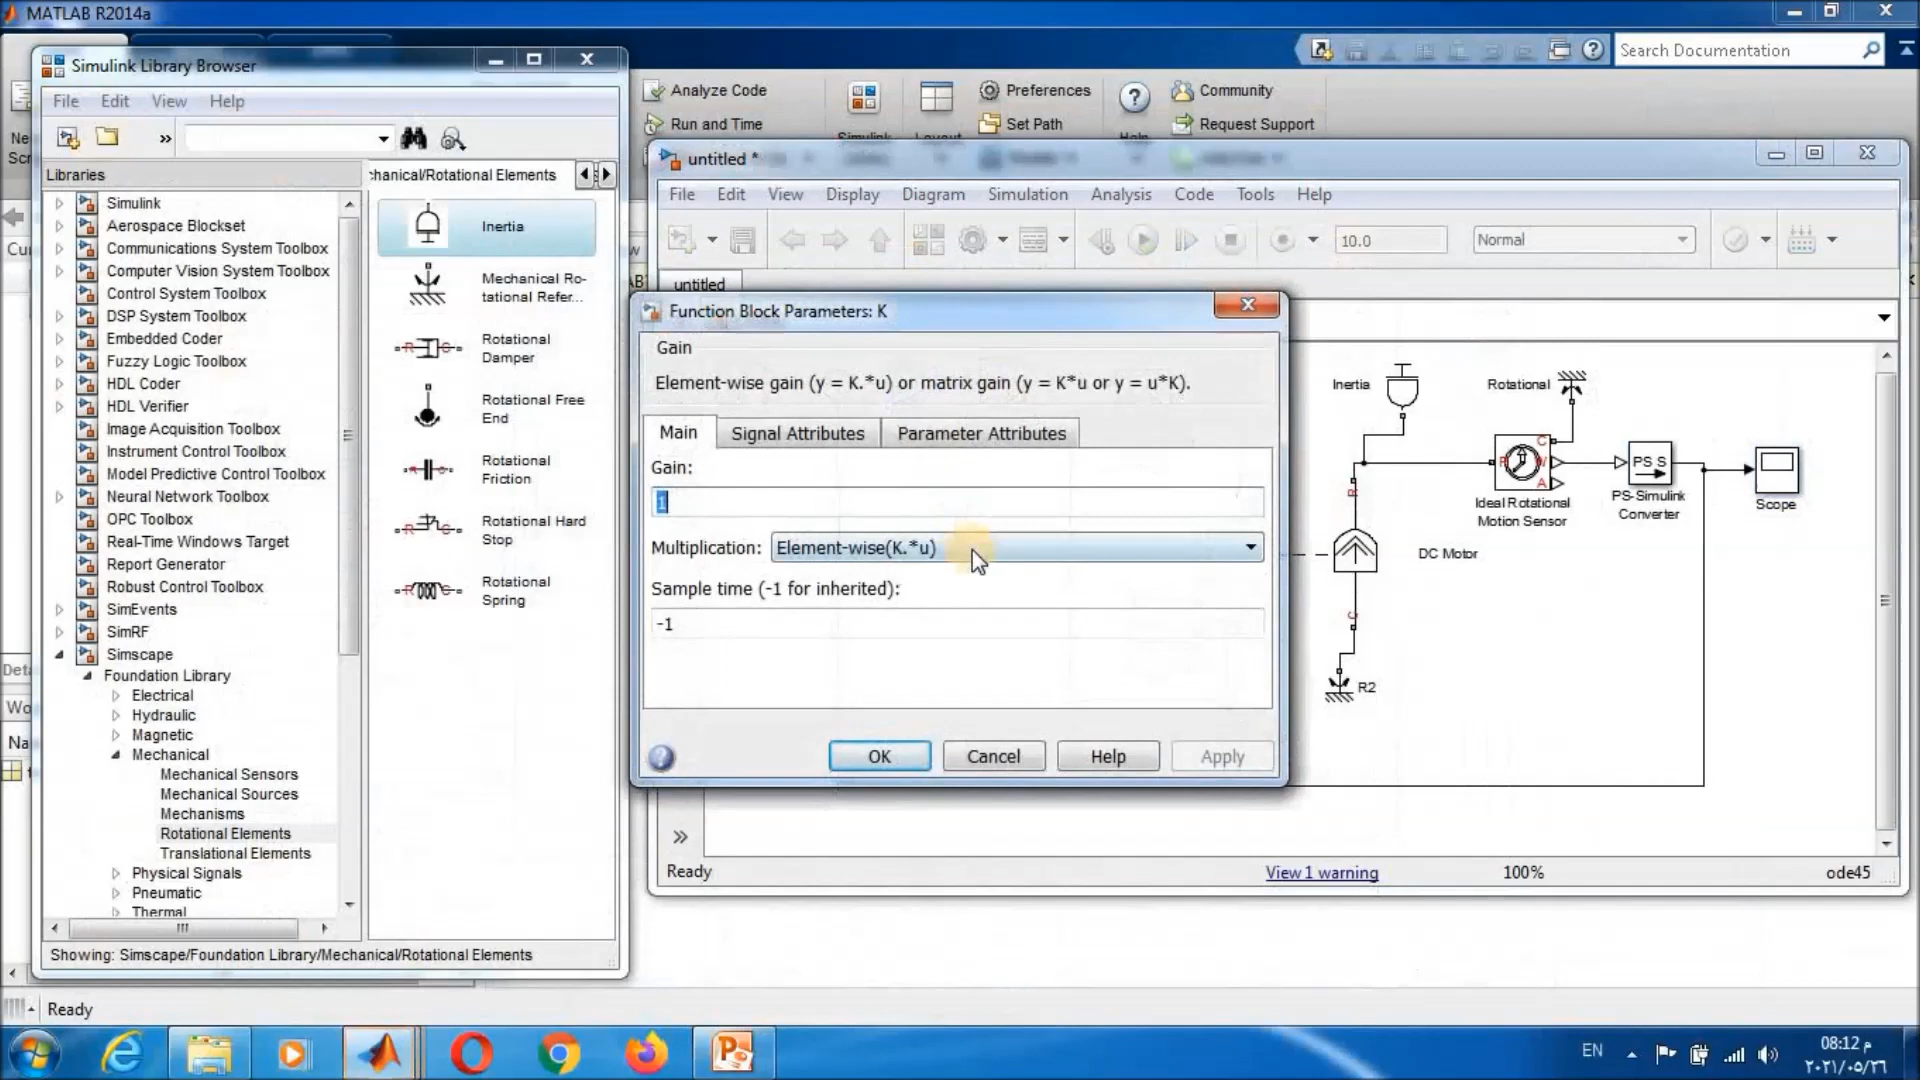 MATLAB R2014a
Search Documentation
Analyze Code
Run and Time
Preferences
Set Path
Community
Request Support
Simulink Library Browser
File Edit View Help
»
Libraries
hanical/Rotational Elements
Simulink
Aerospace Blockset
Communications System Toolbox
Computer Vision System Toolbox
Control System Toolbox
DSP System Toolbox
Embedded Coder
Fuzzy Logic Toolbox
HDL Coder
HDL Verifier
Image Acquisition Toolbox
Instrument Control Toolbox
Model Predictive Control Toolbox
Neural Network Toolbox
OPC Toolbox
Real-Time Windows Target
Report Generator
Robust Control Toolbox
SimEvents
SimRF
Simscape
Foundation Library
Electrical
Hydraulic
Magnetic
Mechanical
Mechanical Sensors
Mechanical Sources
Mechanisms
Rotational Elements
Translational Elements
Physical Signals
Pneumatic
Thermal
Inertia
Mechanical Ro-
tational Refer...
Rotational
Damper
Rotational Free
End
Rotational
Friction
Rotational Hard
Stop
Rotational
Spring
Showing: Simscape/Foundation Library/Mechanical/Rotational Elements
untitled *
File Edit View Display Diagram Simulation Analysis Code Tools Help
10.0
Normal
untitled
Function Block Parameters: K
Gain
Element-wise gain (y = K.*u) or matrix gain (y = K*u or y = u*K).
Main Signal Attributes Parameter Attributes
Gain:
1
Multiplication: Element-wise(K.*u)
Sample time (-1 for inherited):
-1
OK Cancel Help Apply
Inertia
Rotational
R C W A
PS S
Ideal Rotational
Motion Sensor
PS-Simulink
Converter
Scope
R
DC Motor
C
R2
»
Ready
View 1 warning
100%
ode45
Ready
EN
08:12 م
٢٠٢١/٠٥/٢٦